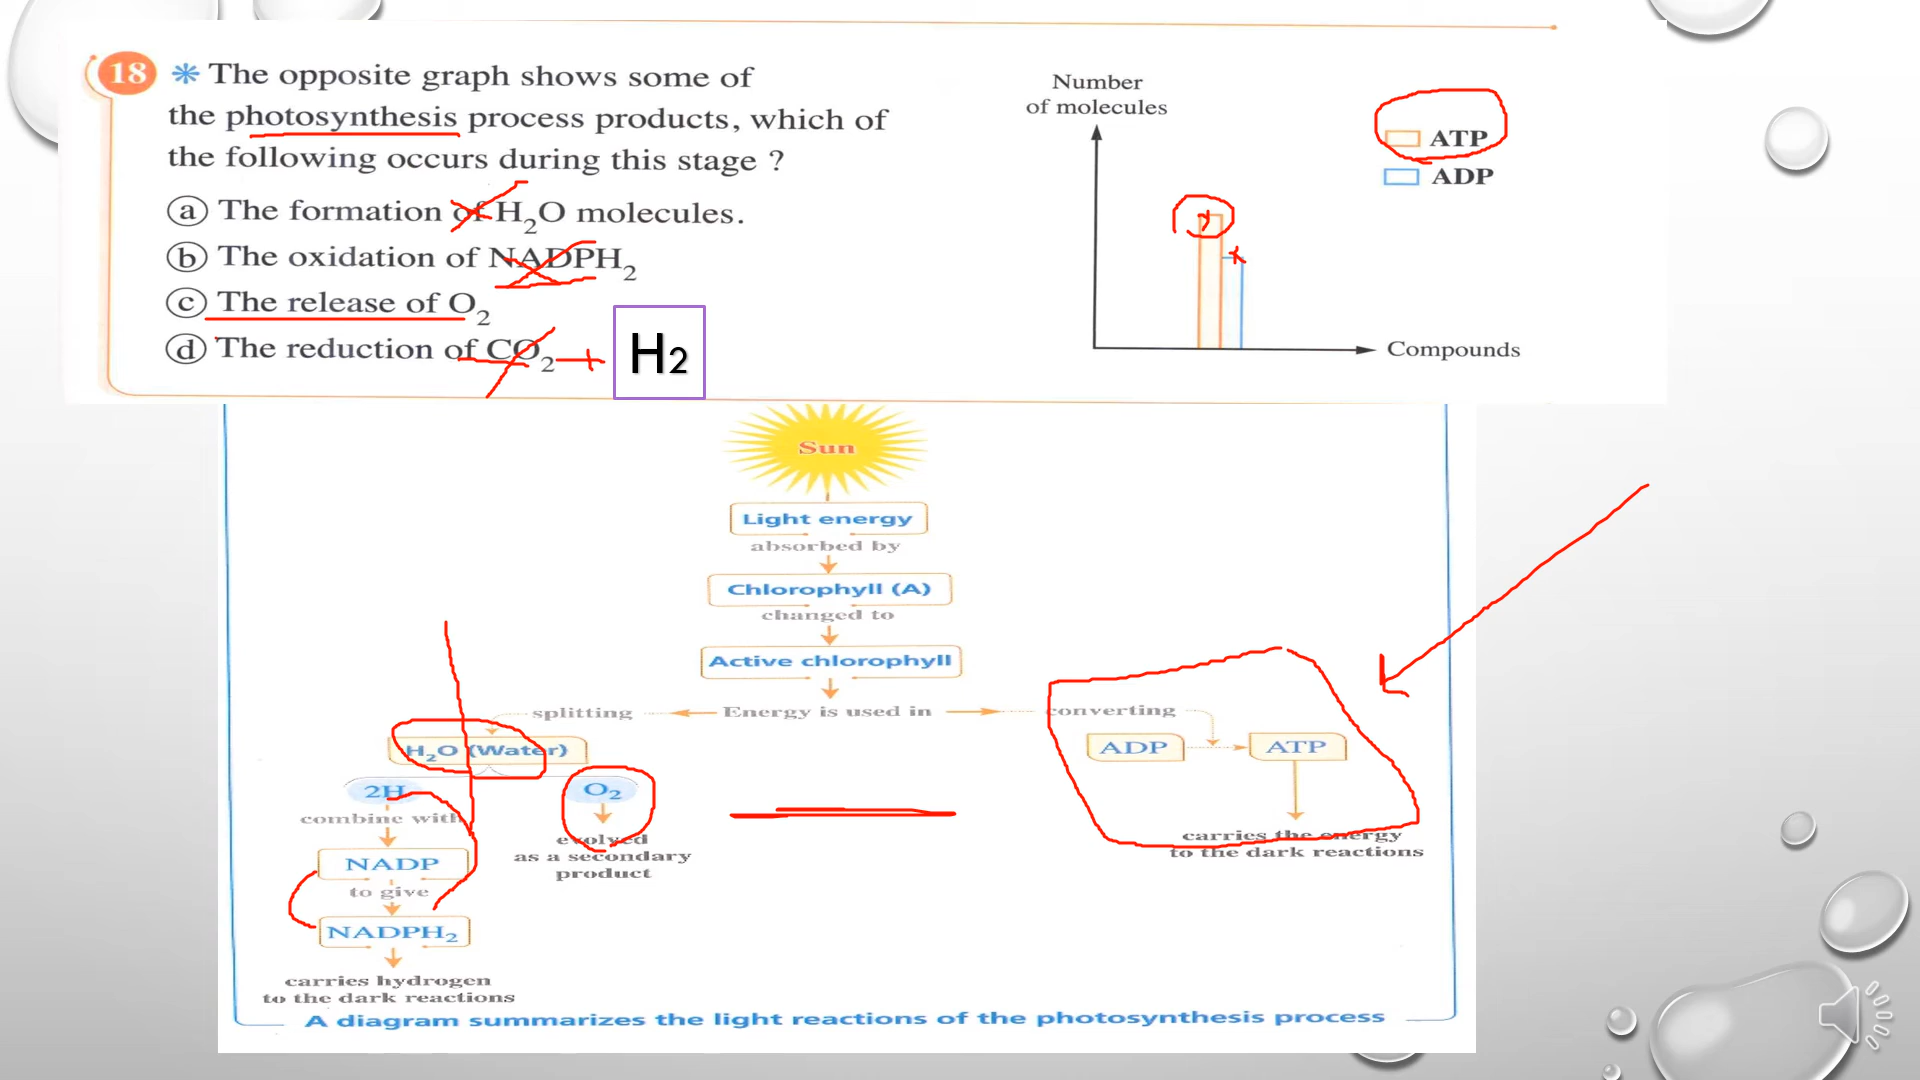 18 * The opposite graph shows some of
the photosynthesis process products, which of
the following occurs during this stage ?
a The formation of H₂O molecules.
b The oxidation of NADPH₂
c The release of O₂
d The reduction of CO₂ + H2
Number
of molecules
ATP
ADP
y
x
Compounds
Sun
Light energy
absorbed by
Chlorophyll (A)
changed to
Active chlorophyll
splitting Energy is used in converting
H₂O (Water)
ADP ATP
2H O₂
combine with
evolved
as a secondary
product
carries the energy
to the dark reactions
NADP
to give
NADPH₂
carries hydrogen
to the dark reactions
A diagram summarizes the light reactions of the photosynthesis process